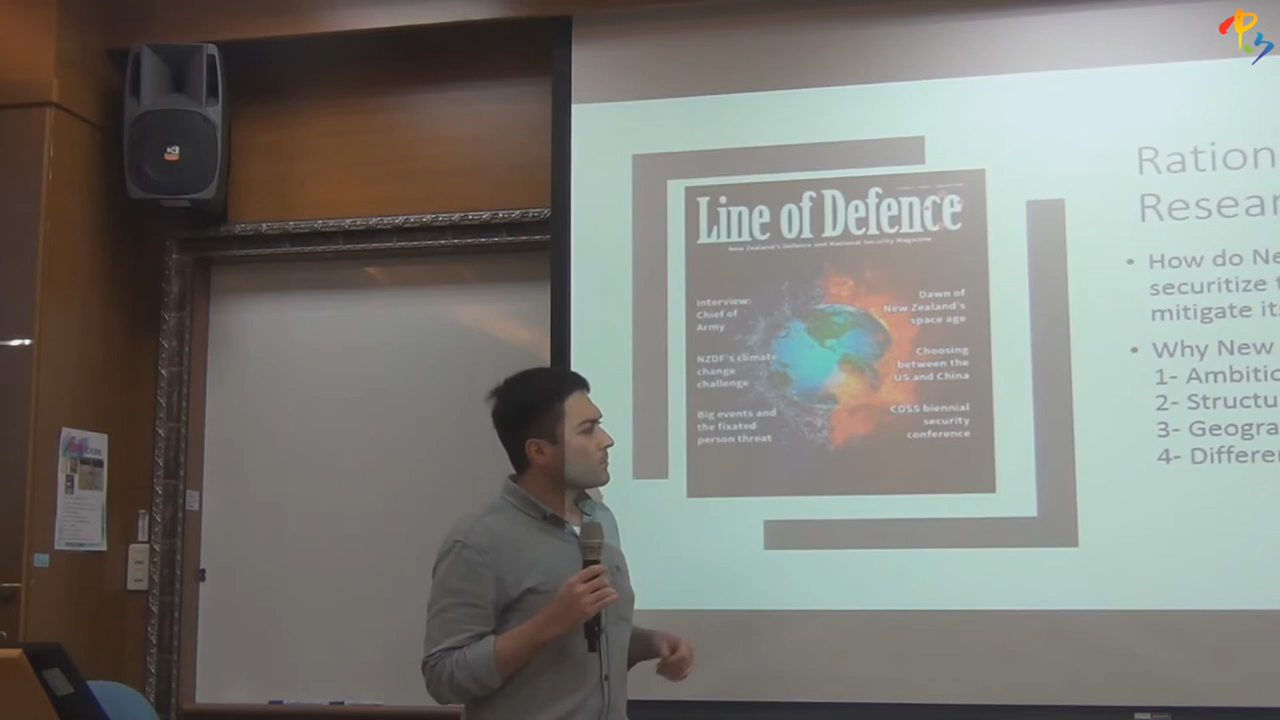 Line of Defence
New Zealand's Defence and National Security Magazine
Interview:
Chief of
Army
NZDF's climate
change
challenge
Big events and
the fixated
person threat
Dawn of
New Zealand's
space age
Choosing
between the
US and China
CDSS biennial
security
conference
Ration
Resear
• How do Ne
securitize t
mitigate it
• Why New
1- Ambitio
2- Structu
3- Geogra
4- Differe